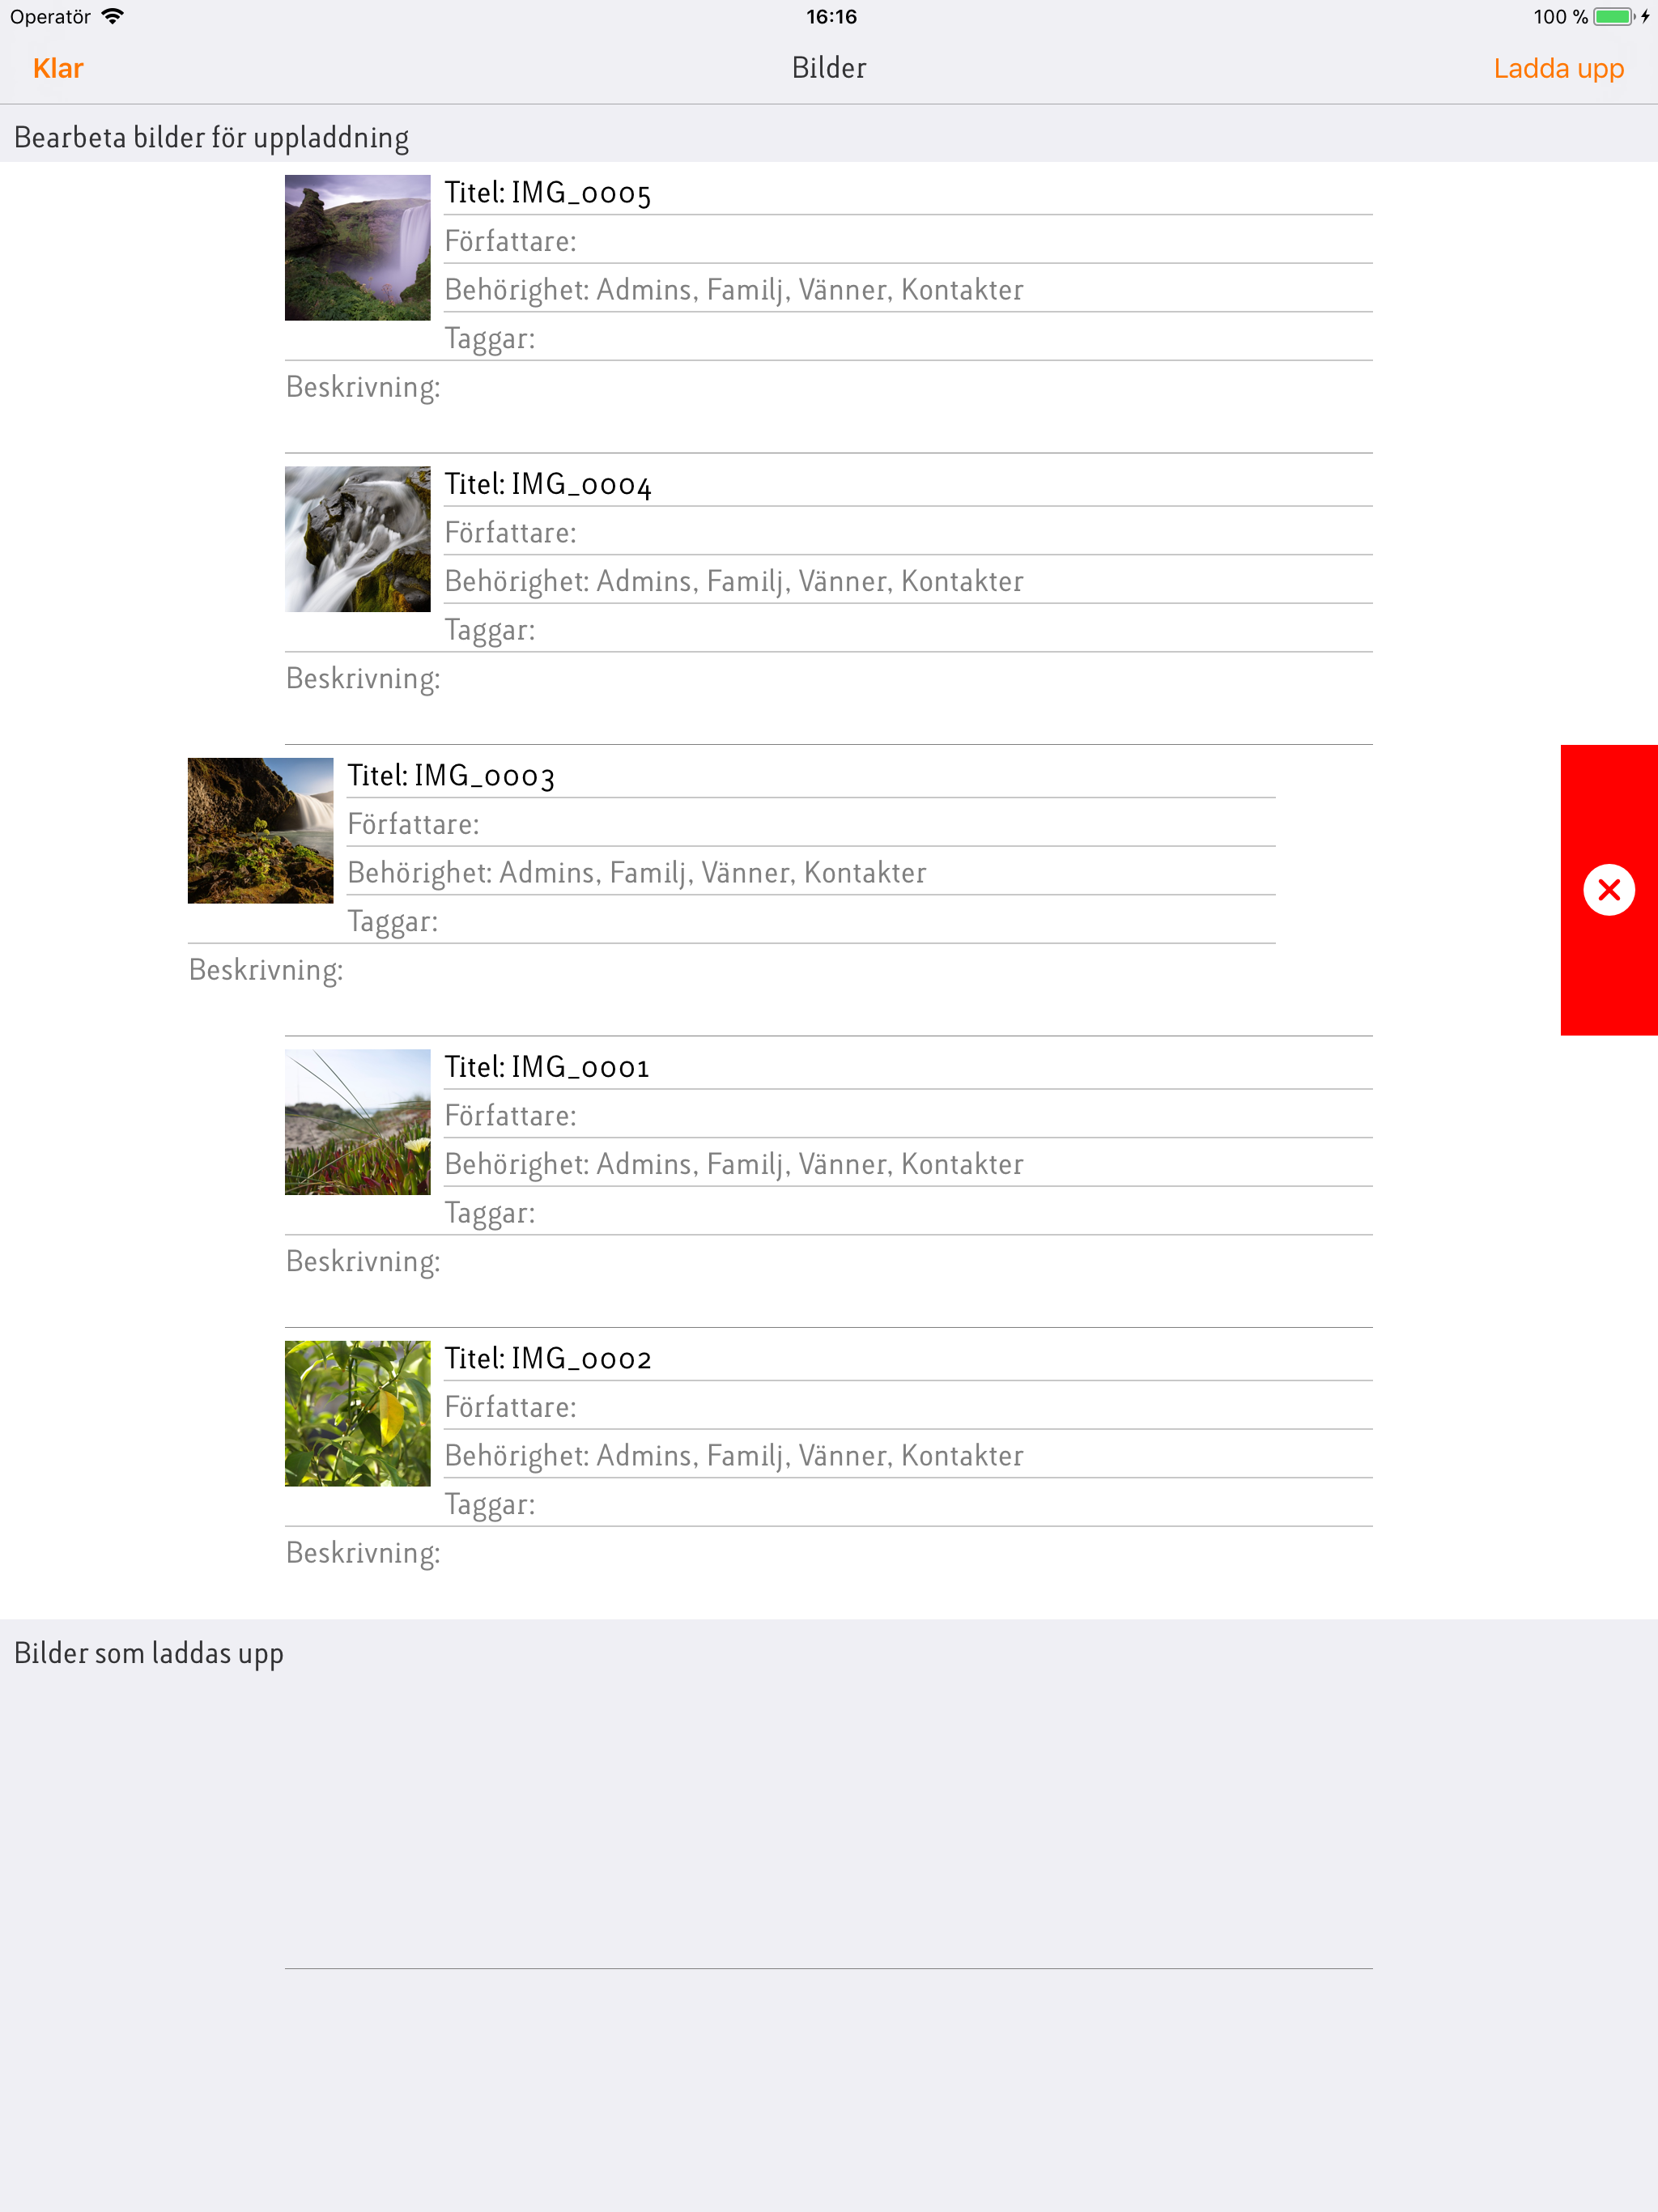 Operatör 16:16 100 %
Klar Bilder Ladda upp
Bearbeta bilder för uppladdning
Titel: IMG_0005
Författare:
Behörighet: Admins, Familj, Vänner, Kontakter
Taggar:
Beskrivning:
Titel: IMG_0004
Författare:
Behörighet: Admins, Familj, Vänner, Kontakter
Taggar:
Beskrivning:
Titel: IMG_0003
Författare:
Behörighet: Admins, Familj, Vänner, Kontakter
Taggar:
Beskrivning:
Titel: IMG_0001
Författare:
Behörighet: Admins, Familj, Vänner, Kontakter
Taggar:
Beskrivning:
Titel: IMG_0002
Författare:
Behörighet: Admins, Familj, Vänner, Kontakter
Taggar:
Beskrivning:
Bilder som laddas upp